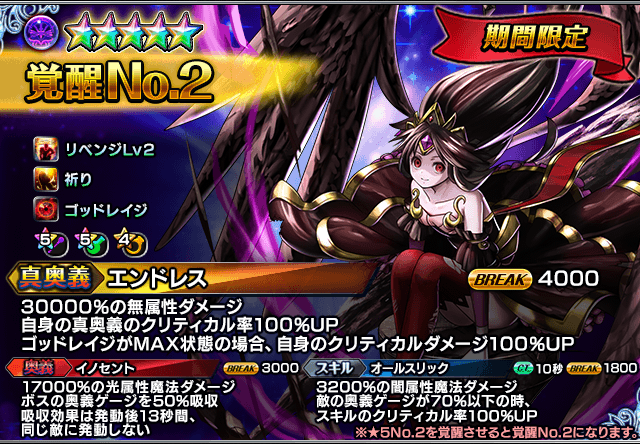 期間限定
覚醒No.2
リベンジLv2
祈り
ゴッドレイジ
5 5 4
真奥義 エンドレス BREAK 4000
30000%の無属性ダメージ
自身の真奥義のクリティカル率100%UP
ゴッドレイジがMAX状態の場合、自身のクリティカルダメージ100%UP
奥義 イノセント BREAK 3000
17000%の光属性魔法ダメージ
ボスの奥義ゲージを50%吸収
吸収効果は発動後13秒間、
同じ敵に発動しない
スキル オールスリック CT 10秒 BREAK 1800
3200%の闇属性魔法ダメージ
敵の奥義ゲージが70%以下の時、
スキルのクリティカル率100%UP
※★5No.2を覚醒させると覚醒No.2になります。